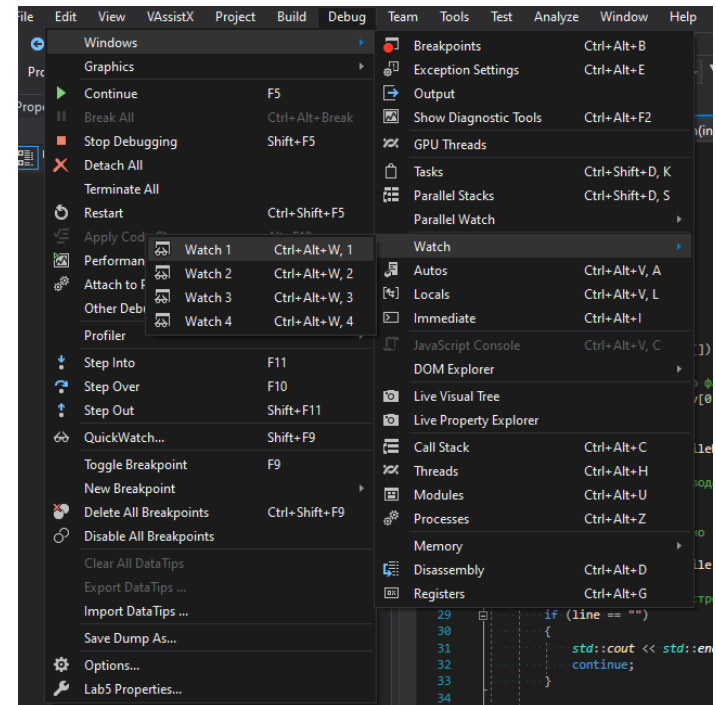 File Edit View VAssistX Project Build Debug Team Tools Test Analyze Window Help
Windows
Graphics
Continue F5
Break All Ctrl+Alt+Break
Stop Debugging Shift+F5
Detach All
Terminate All
Restart Ctrl+Shift+F5
Apply
Attach to
Profiler
Step Into F11
Step Over F10
Step Out Shift+F11
QuickWatch... Shift+F9
Toggle Breakpoint F9
New Breakpoint
Delete All Breakpoints Ctrl+Shift+F9
Disable All Breakpoints
Clear All DataTips
Export DataTips ...
Import DataTips ...
Save Dump As...
Options...
Lab5 Properties...
Watch 1 Ctrl+Alt+W, 1
Watch 2 Ctrl+Alt+W, 2
Watch 3 Ctrl+Alt+W, 3
Watch 4 Ctrl+Alt+W, 4
Breakpoints Ctrl+Alt+B
Exception Settings Ctrl+Alt+E
Output
Show Diagnostic Tools Ctrl+Alt+F2
GPU Threads
Tasks Ctrl+Shift+D, K
Parallel Stacks Ctrl+Shift+D, S
Parallel Watch
Watch
Autos Ctrl+Alt+V, A
Locals Ctrl+Alt+V, L
Immediate Ctrl+Alt+I
JavaScript Console Ctrl+Alt+V, C
DOM Explorer
Live Visual Tree
Live Property Explorer
Call Stack Ctrl+Alt+C
Threads Ctrl+Alt+H
Modules Ctrl+Alt+U
Processes Ctrl+Alt+Z
Memory
Disassembly Ctrl+Alt+D
Registers Ctrl+Alt+G
29 if (line == "")
30 {
31 std::cout << std::
32 continue;
33 }
34